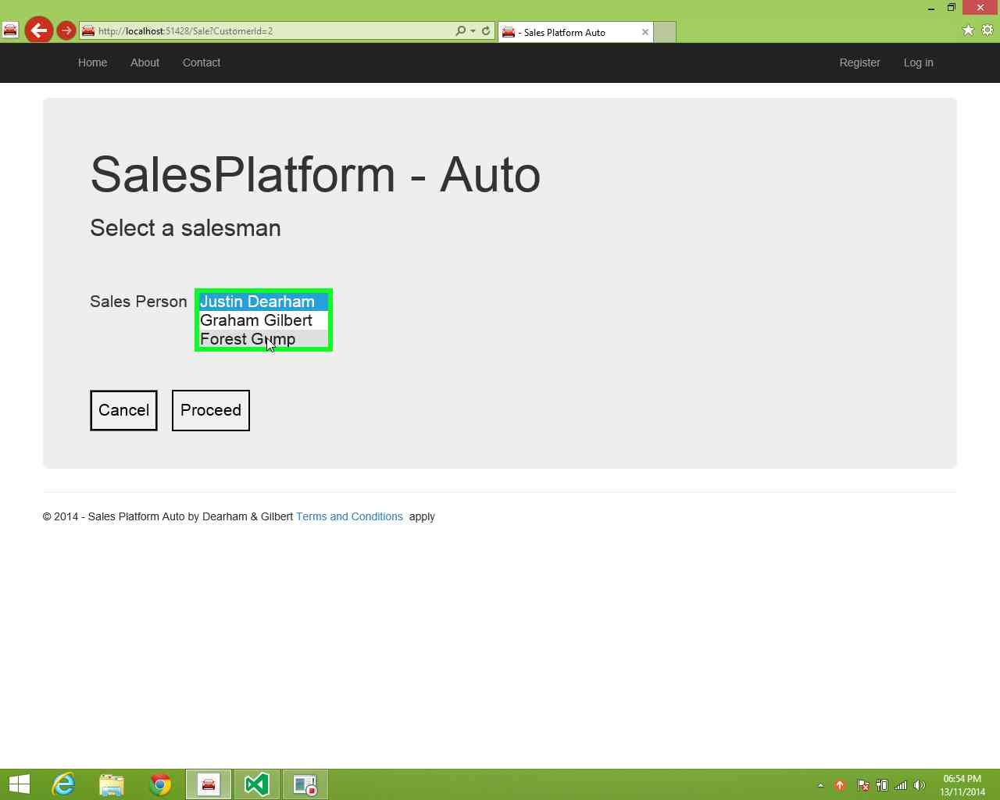 http://localhost:51428/Sale?CustomerId=2
- Sales Platform Auto
Home About Contact Register Log in
SalesPlatform - Auto
Select a salesman
Sales Person Justin Dearham
Graham Gilbert
Forest Gump
Cancel Proceed
© 2014 - Sales Platform Auto by Dearham & Gilbert Terms and Conditions apply
06:54 PM
13/11/2014